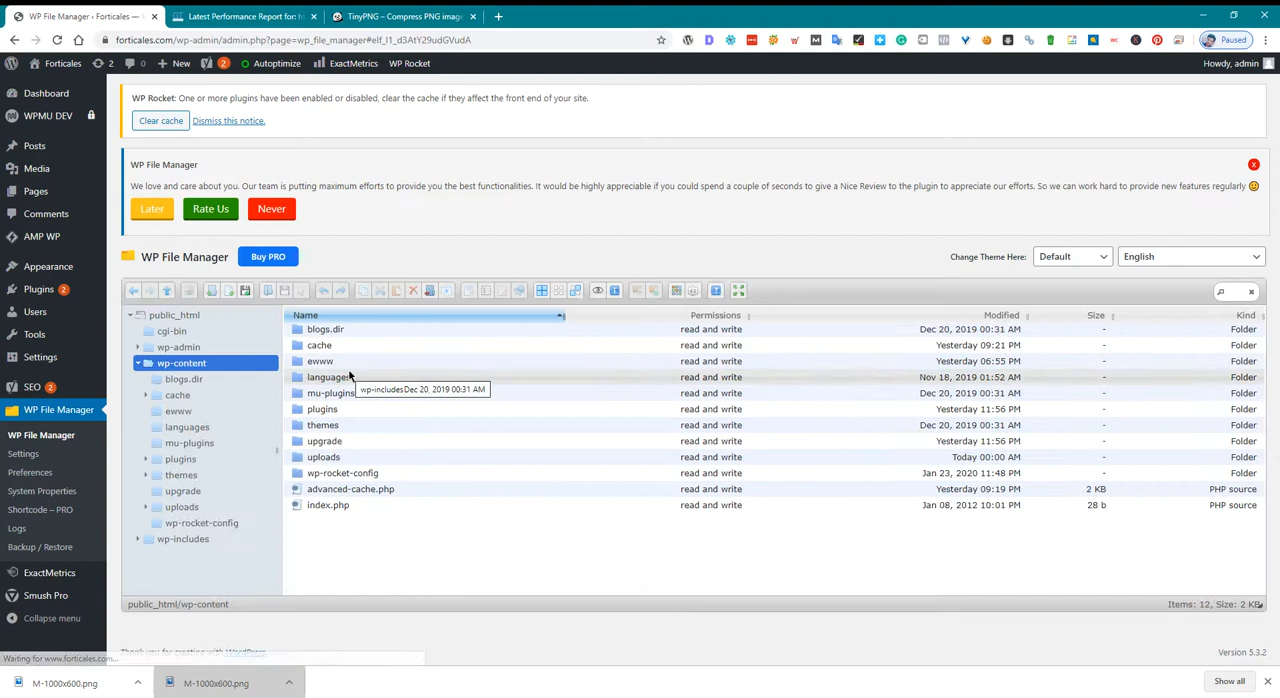 WP File Manager ‹ Forticales —
Latest Performance Report for: h
TinyPNG – Compress PNG image
forticales.com/wp-admin/admin.php?page=wp_file_manager#elf_l1_d3AtY29udGVudA
Paused
Forticales 2 New 2 Autoptimize ExactMetrics WP Rocket Howdy, admin
Dashboard
WPMU DEV
Posts
Media
Pages
Comments
AMP WP
Appearance
Plugins 2
Users
Tools
Settings
SEO 2
WP File Manager
WP File Manager
Settings
Preferences
System Properties
Shortcode – PRO
Logs
Backup / Restore
ExactMetrics
Smush Pro
Collapse menu
WP Rocket: One or more plugins have been enabled or disabled, clear the cache if they affect the front end of your site.
Clear cache Dismiss this notice.
WP File Manager
We love and care about you. Our team is putting maximum efforts to provide you the best functionalities. It would be highly appreciable if you could spend a couple of seconds to give a Nice Review to the plugin to appreciate our efforts. So we can work hard to provide new features regularly
Later Rate Us Never
WP File Manager Buy PRO Change Theme Here: Default English
public_html
cgi-bin
wp-admin
wp-content
blogs.dir
cache
ewww
languages
mu-plugins
plugins
themes
upgrade
uploads
wp-rocket-config
wp-includes
Name Permissions Modified Size Kind
blogs.dir read and write Dec 20, 2019 00:31 AM - Folder
cache read and write Yesterday 09:21 PM - Folder
ewww read and write Yesterday 06:55 PM - Folder
languages read and write Nov 18, 2019 01:52 AM - Folder
wp-includesDec 20, 2019 00:31 AM
mu-plugins read and write Dec 20, 2019 00:31 AM - Folder
plugins read and write Yesterday 11:56 PM - Folder
themes read and write Dec 20, 2019 00:31 AM - Folder
upgrade read and write Yesterday 11:56 PM - Folder
uploads read and write Today 00:00 AM - Folder
wp-rocket-config read and write Jan 23, 2020 11:48 PM - Folder
advanced-cache.php read and write Yesterday 09:19 PM 2 KB PHP source
index.php read and write Jan 08, 2012 10:01 PM 28 b PHP source
public_html/wp-content Items: 12, Size: 2 KB
Thank you for creating with WordPress. Version 5.3.2
Waiting for www.forticales.com...
M-1000x600.png M-1000x600.png Show all